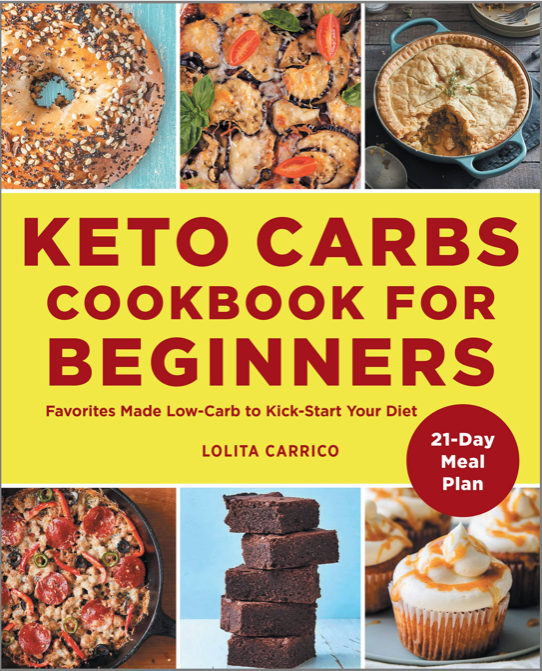 KETO CARBS
COOKBOOK FOR
BEGINNERS
Favorites Made Low-Carb to Kick-Start Your Diet
LOLITA CARRICO
21-Day
Meal
Plan